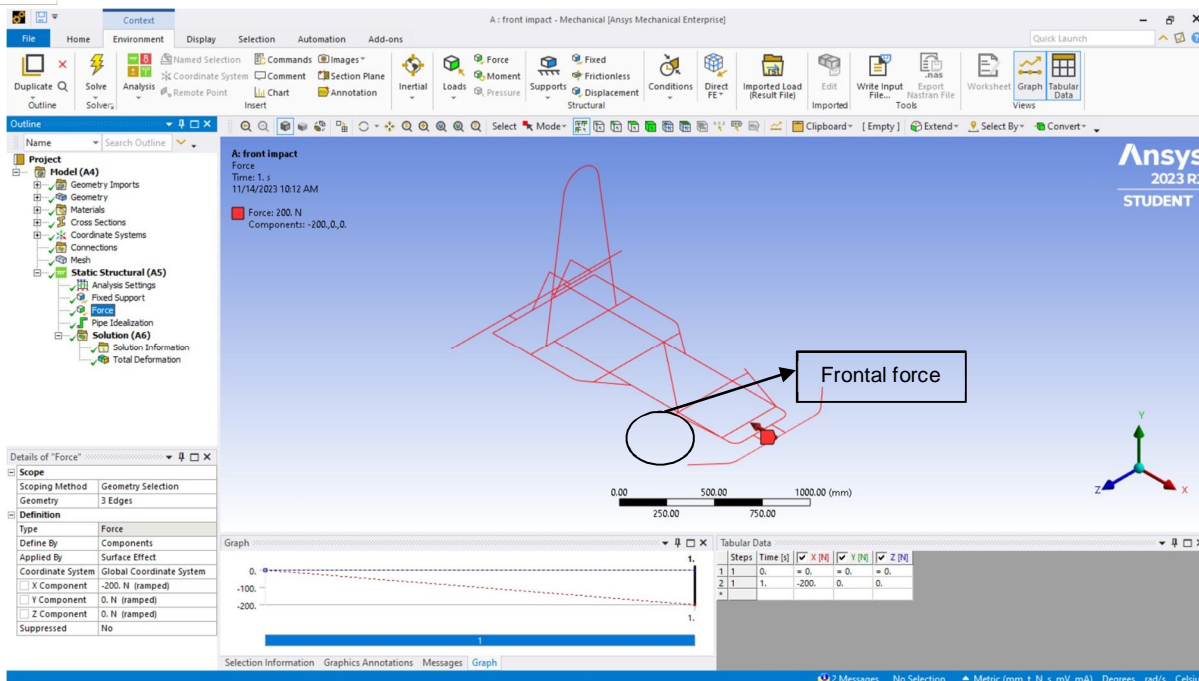 Context
A : front impact - Mechanical [Ansys Mechanical Enterprise]
File Home Environment Display Selection Automation Add-ons Quick Launch
Duplicate Q Solve Analysis Named Selection Commands Images Inertial Loads Force Supports Fixed Conditions Direct FE Imported Load (Result File) Edit Write Input File... Export Nastran File Worksheet Graph Tabular Data
Coordinate System Comment Section Plane Moment Frictionless .nas
Remote Point Chart Annotation Pressure Displacement
Outline Solvers Insert Structural Imported Tools Views
Outline
Select Mode Clipboard [ Empty ] Extend Select By Convert
Name Search Outline
Project
Model (A4)
Geometry Imports
Geometry
Materials
Cross Sections
Coordinate Systems
Connections
Mesh
Static Structural (A5)
Analysis Settings
Fixed Support
Force
Pipe Idealization
Solution (A6)
Solution Information
Total Deformation
A: front impact
Force
Time: 1. s
11/14/2023 10:12 AM
Force: 200. N
Components: -200.,0.,0.
Ansys
2023 R
STUDENT
Frontal force
Y
Z
X
0.00 500.00 1000.00 (mm)
250.00 750.00
Details of "Force"
Scope
Scoping Method Geometry Selection
Geometry 3 Edges
Definition
Type Force
Define By Components
Applied By Surface Effect
Coordinate System Global Coordinate System
X Component -200. N (ramped)
Y Component 0. N (ramped)
Z Component 0. N (ramped)
Suppressed No
Graph
1.
0.
-100.
-200.
1.
1
Tabular Data
Steps Time [s] X [N] Y [N] Z [N]
1 1 0. = 0. = 0. = 0.
2 1 1. -200. 0. 0.
*
Selection Information Graphics Annotations Messages Graph
2 Messages No Selection Metric (mm, t, N, s, mV, mA) Degrees rad/s Celsiu